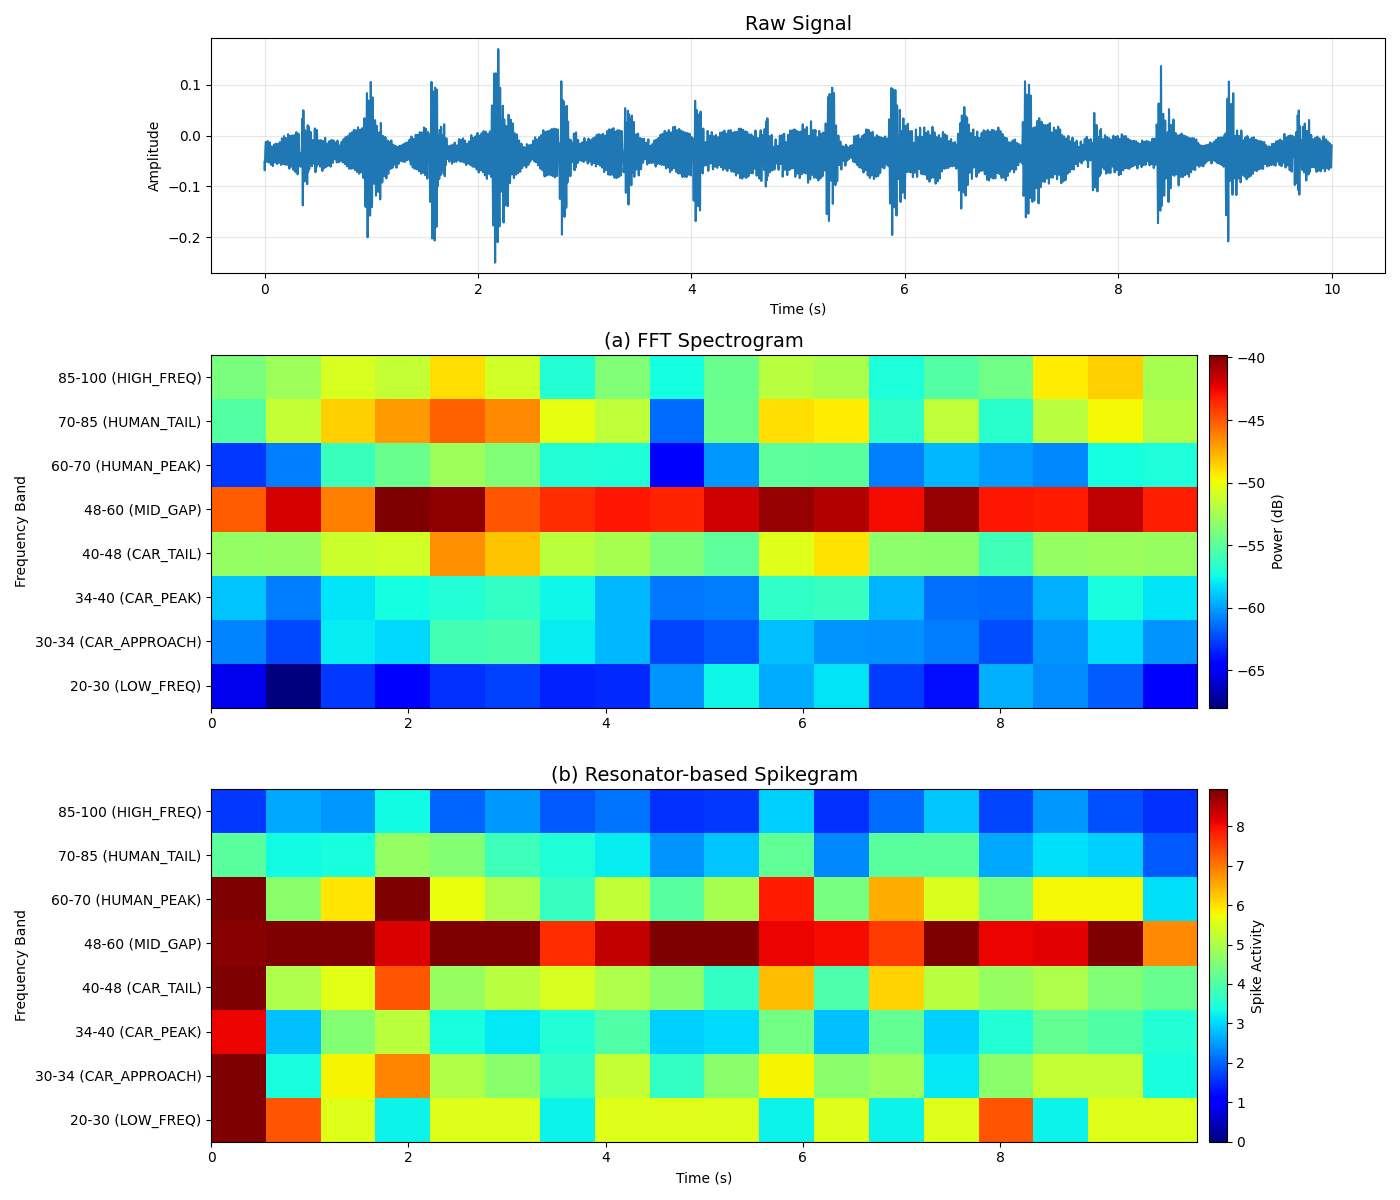 Raw Signal
0.1
0.0
−0.1
−0.2
Amplitude
0 2 4 6 8 10
Time (s)
(a) FFT Spectrogram
85-100 (HIGH_FREQ)
70-85 (HUMAN_TAIL)
60-70 (HUMAN_PEAK)
48-60 (MID_GAP)
40-48 (CAR_TAIL)
34-40 (CAR_PEAK)
30-34 (CAR_APPROACH)
20-30 (LOW_FREQ)
Frequency Band
0 2 4 6 8
−40
−45
−50
−55
−60
−65
Power (dB)
(b) Resonator-based Spikegram
85-100 (HIGH_FREQ)
70-85 (HUMAN_TAIL)
60-70 (HUMAN_PEAK)
48-60 (MID_GAP)
40-48 (CAR_TAIL)
34-40 (CAR_PEAK)
30-34 (CAR_APPROACH)
20-30 (LOW_FREQ)
Frequency Band
0 2 4 6 8
Time (s)
8
7
6
5
4
3
2
1
0
Spike Activity